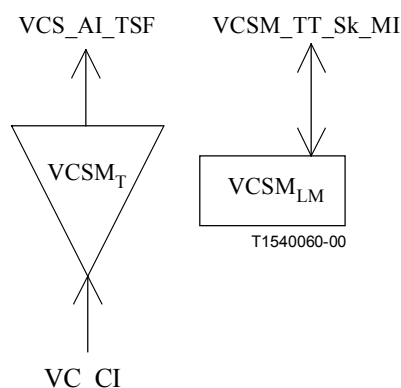 VCS_AI_TSF
VCSM_TT_Sk_MI
VCSM_T
VCSM_LM
T1540060-00
VC_CI